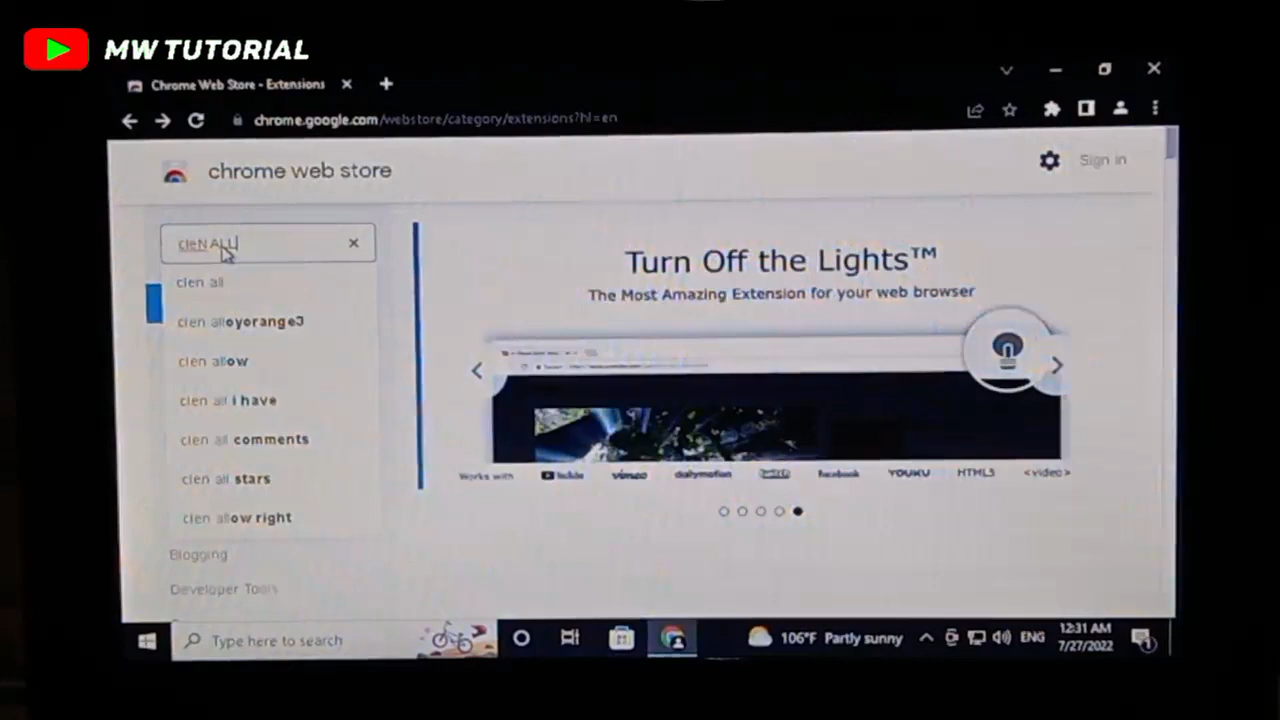 MW TUTORIAL
Chrome Web Store - Extensions
chrome.google.com/webstore/category/extensions?hl=en
chrome web store
Sign in
cleN ALL
clen all
clen alloyorange3
clen allow
clen all i have
clen all comments
clen all stars
clen allow right
Blogging
Developer Tools
Turn Off the Lights™
The Most Amazing Extension for your web browser
Works with YouTube vimeo dailymotion twitch facebook YOUKU HTML5 <video>
Type here to search
106°F Partly sunny
ENG
12:31 AM
7/27/2022
1